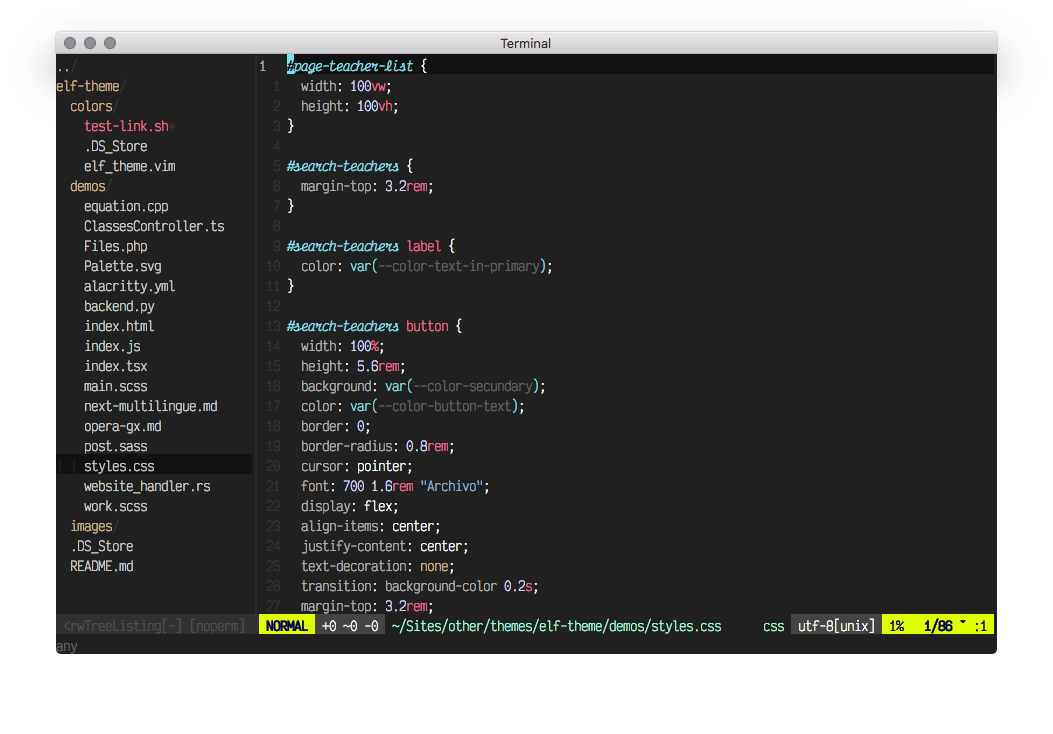 Terminal
../
elf-theme/
colors/
test-link.sh*
.DS_Store
elf_theme.vim
demos/
equation.cpp
ClassesController.ts
Files.php
Palette.svg
alacritty.yml
backend.py
index.html
index.js
index.tsx
main.scss
next-multilingue.md
opera-gx.md
post.sass
styles.css
website_handler.rs
work.scss
images/
.DS_Store
README.md
<rwTreeListing[-] [noperm]
1 #page-teacher-list {
1 width: 100vw;
2 height: 100vh;
3 }
4
5 #search-teachers {
6 margin-top: 3.2rem;
7 }
8
9 #search-teachers label {
10 color: var(--color-text-in-primary);
11 }
12
13 #search-teachers button {
14 width: 100%;
15 height: 5.6rem;
16 background: var(--color-secundary);
17 color: var(--color-button-text);
18 border: 0;
19 border-radius: 0.8rem;
20 cursor: pointer;
21 font: 700 1.6rem "Archivo";
22 display: flex;
23 align-items: center;
24 justify-content: center;
25 text-decoration: none;
26 transition: background-color 0.2s;
27 margin-top: 3.2rem;
NORMAL +0 ~0 -0 ~/Sites/other/themes/elf-theme/demos/styles.css css utf-8[unix] 1% 1/86 :1
any